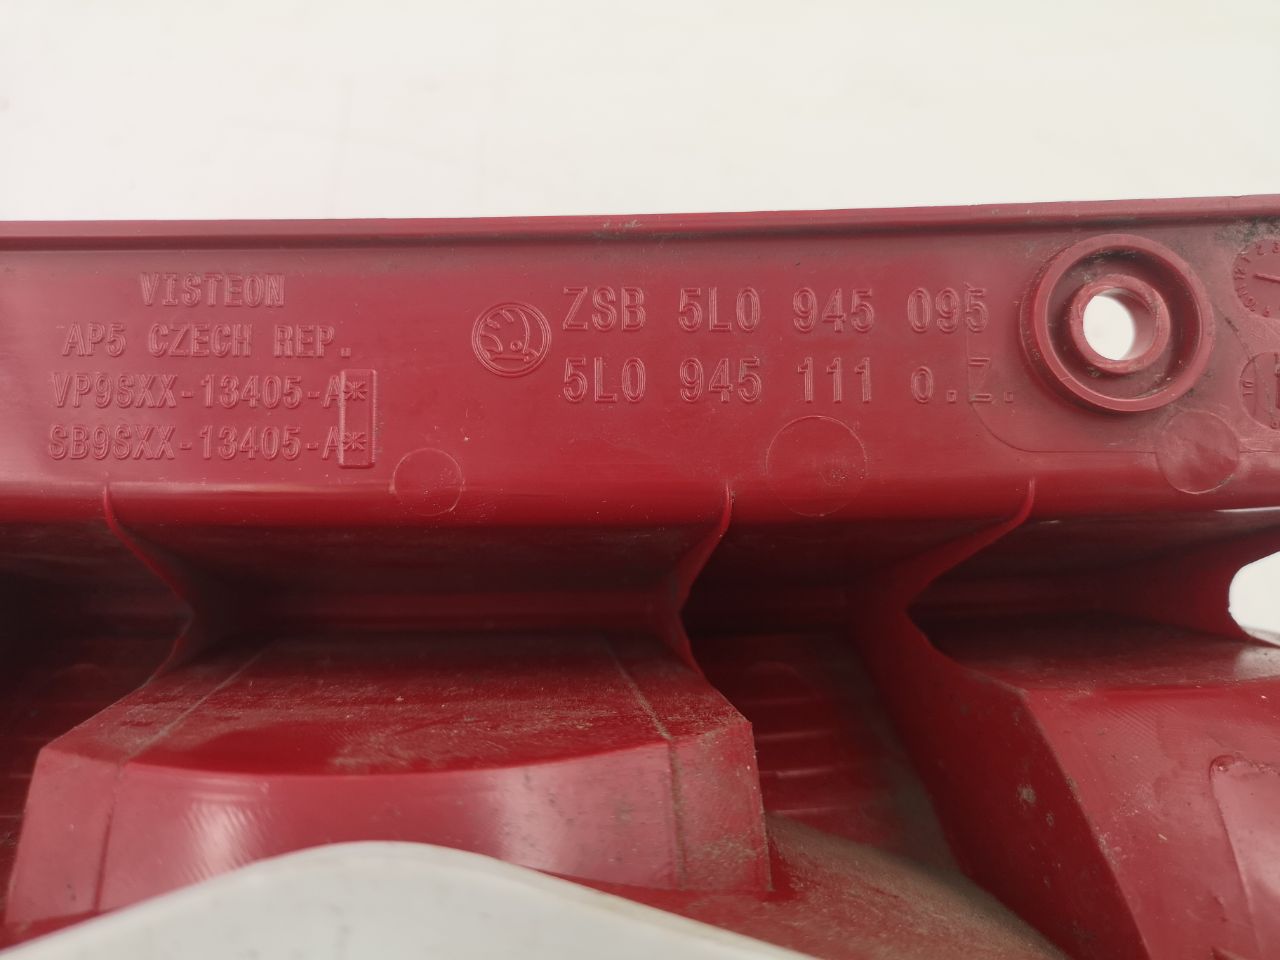 VISTEON
AP5 CZECH REP.
VP9SXX-13405-A*
SB9SXX-13405-A*
ZSB 5L0 945 095
5L0 945 111 o.Z.